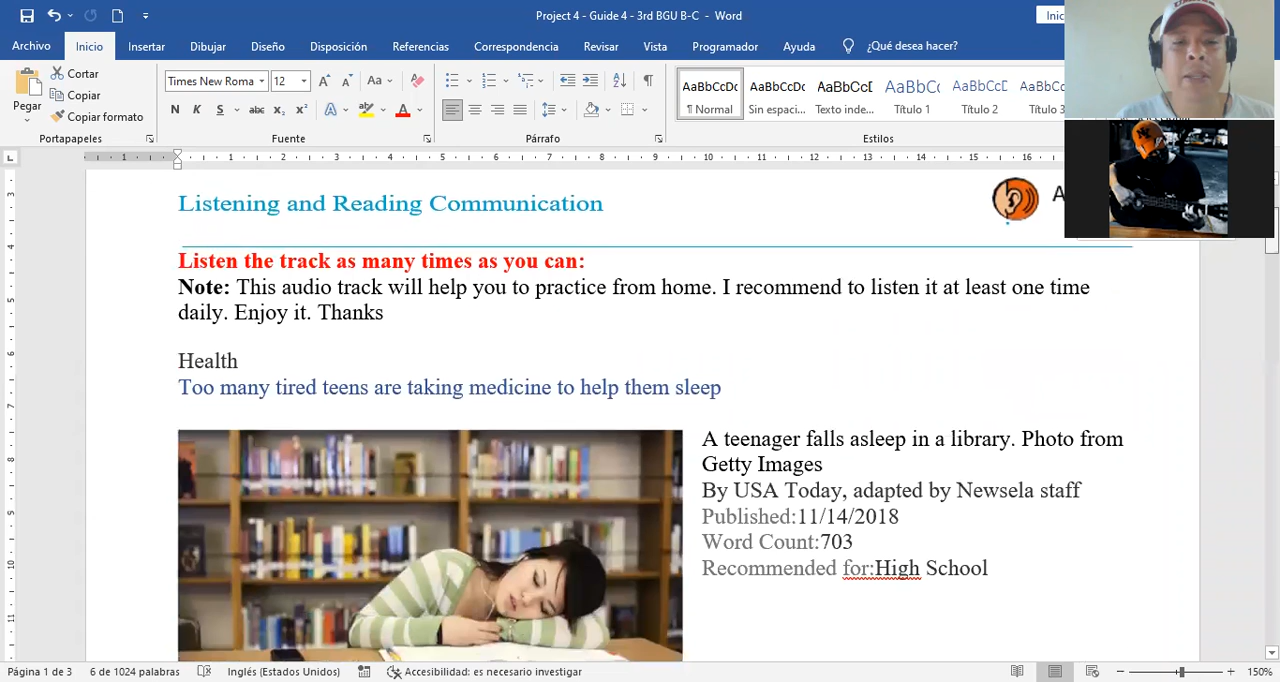 Project 4 - Guide 4 - 3rd BGU B-C - Word
Archivo Inicio Insertar Dibujar Diseño Disposición Referencias Correspondencia Revisar Vista Programador Ayuda ¿Qué desea hacer?
Pegar
Cortar
Copiar
Copiar formato
Portapapeles
Times New Roma 12
Fuente
Párrafo
AaBbCcDc AaBbCcDc AaBbCcD AaBbC AaBbCcD
¶ Normal Sin espaci... Texto inde... Título 1 Título 2 Título 3
Estilos
Listening and Reading Communication
Listen the track as many times as you can:
Note: This audio track will help you to practice from home. I recommend to listen it at least one time
daily. Enjoy it. Thanks
Health
Too many tired teens are taking medicine to help them sleep
A teenager falls asleep in a library. Photo from
Getty Images
By USA Today, adapted by Newsela staff
Published:11/14/2018
Word Count:703
Recommended for:High School
Página 1 de 3 6 de 1024 palabras Inglés (Estados Unidos) Accesibilidad: es necesario investigar 150%